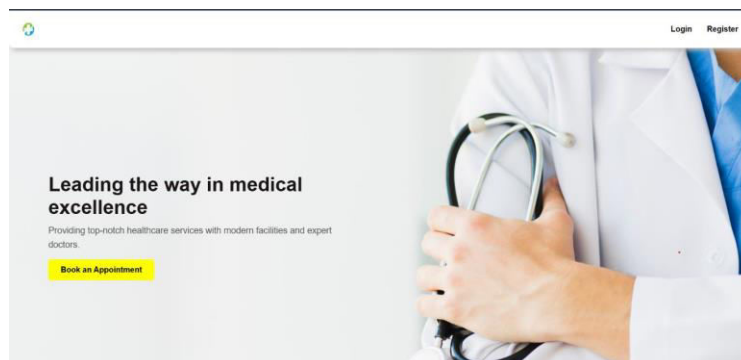 Login Register
Leading the way in medical
excellence
Providing top-notch healthcare services with modern facilities and expert
doctors.
Book an Appointment